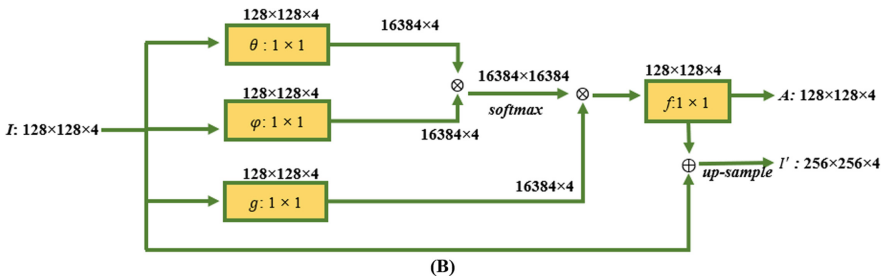 128×128×4
θ : 1 × 1
16384×4
128×128×4
φ: 1 × 1
16384×4
16384×16384
softmax
128×128×4
f:1 × 1
A: 128×128×4
I: 128×128×4
128×128×4
g: 1 × 1
16384×4
up-sample
I′ : 256×256×4
(B)